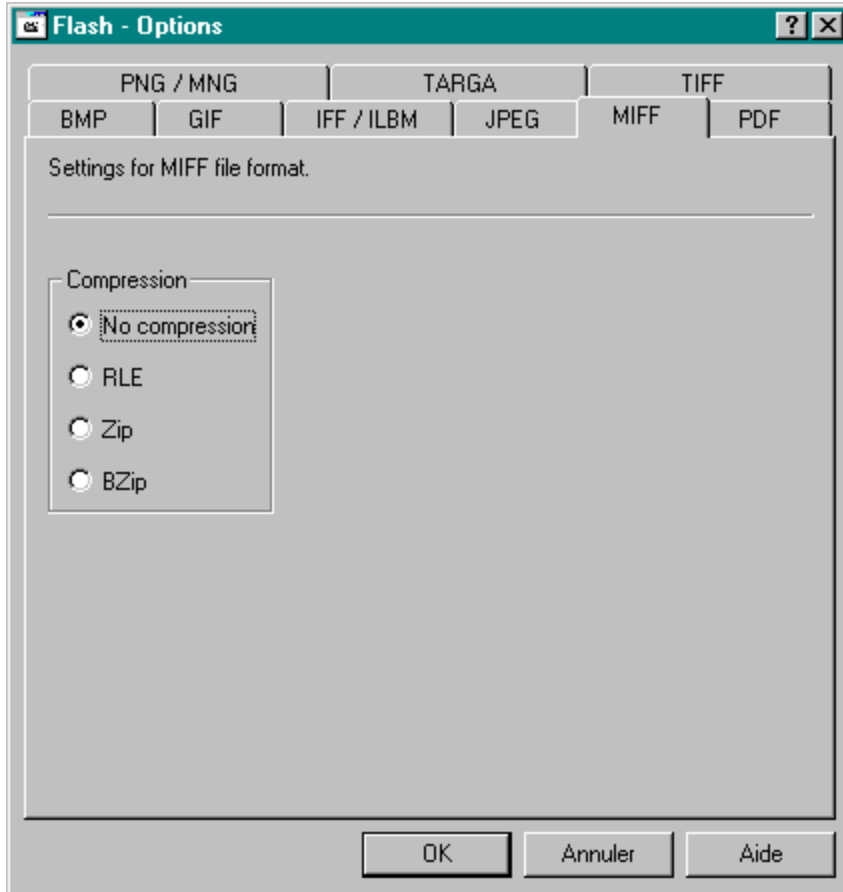 Flash - Options
PNG / MNG TARGA TIFF
BMP GIF IFF / ILBM JPEG MIFF PDF
Settings for MIFF file format.
Compression
No compression
RLE
Zip
BZip
OK Annuler Aide